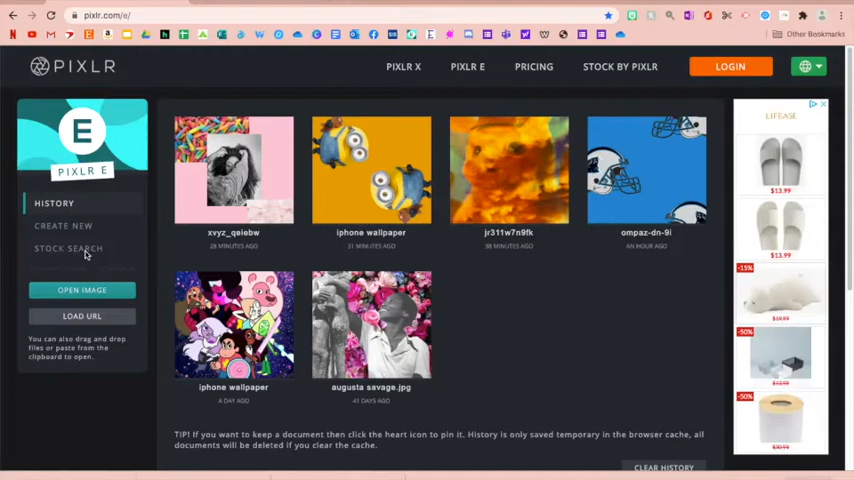 pixlr.com/e/
Other Bookmarks
PIXLR
PIXLR X
PIXLR E
PRICING
STOCK BY PIXLR
LOGIN
E
PIXLR E
HISTORY
CREATE NEW
STOCK SEARCH
OPEN IMAGE
LOAD URL
You can also drag and drop
files or paste from the
clipboard to open.
xvyz_qeiebw
28 MINUTES AGO
iphone wallpaper
31 MINUTES AGO
jr311w7n9fk
38 MINUTES AGO
ompaz-dn-9i
AN HOUR AGO
iphone wallpaper
A DAY AGO
augusta savage.jpg
41 DAYS AGO
TIP! If you want to keep a document then click the heart icon to pin it. History is only saved temporary in the browser cache, all
documents will be deleted if you clear the cache.
CLEAR HISTORY
LIFEASE
$13.99
$13.99
-15%
-50%
-50%